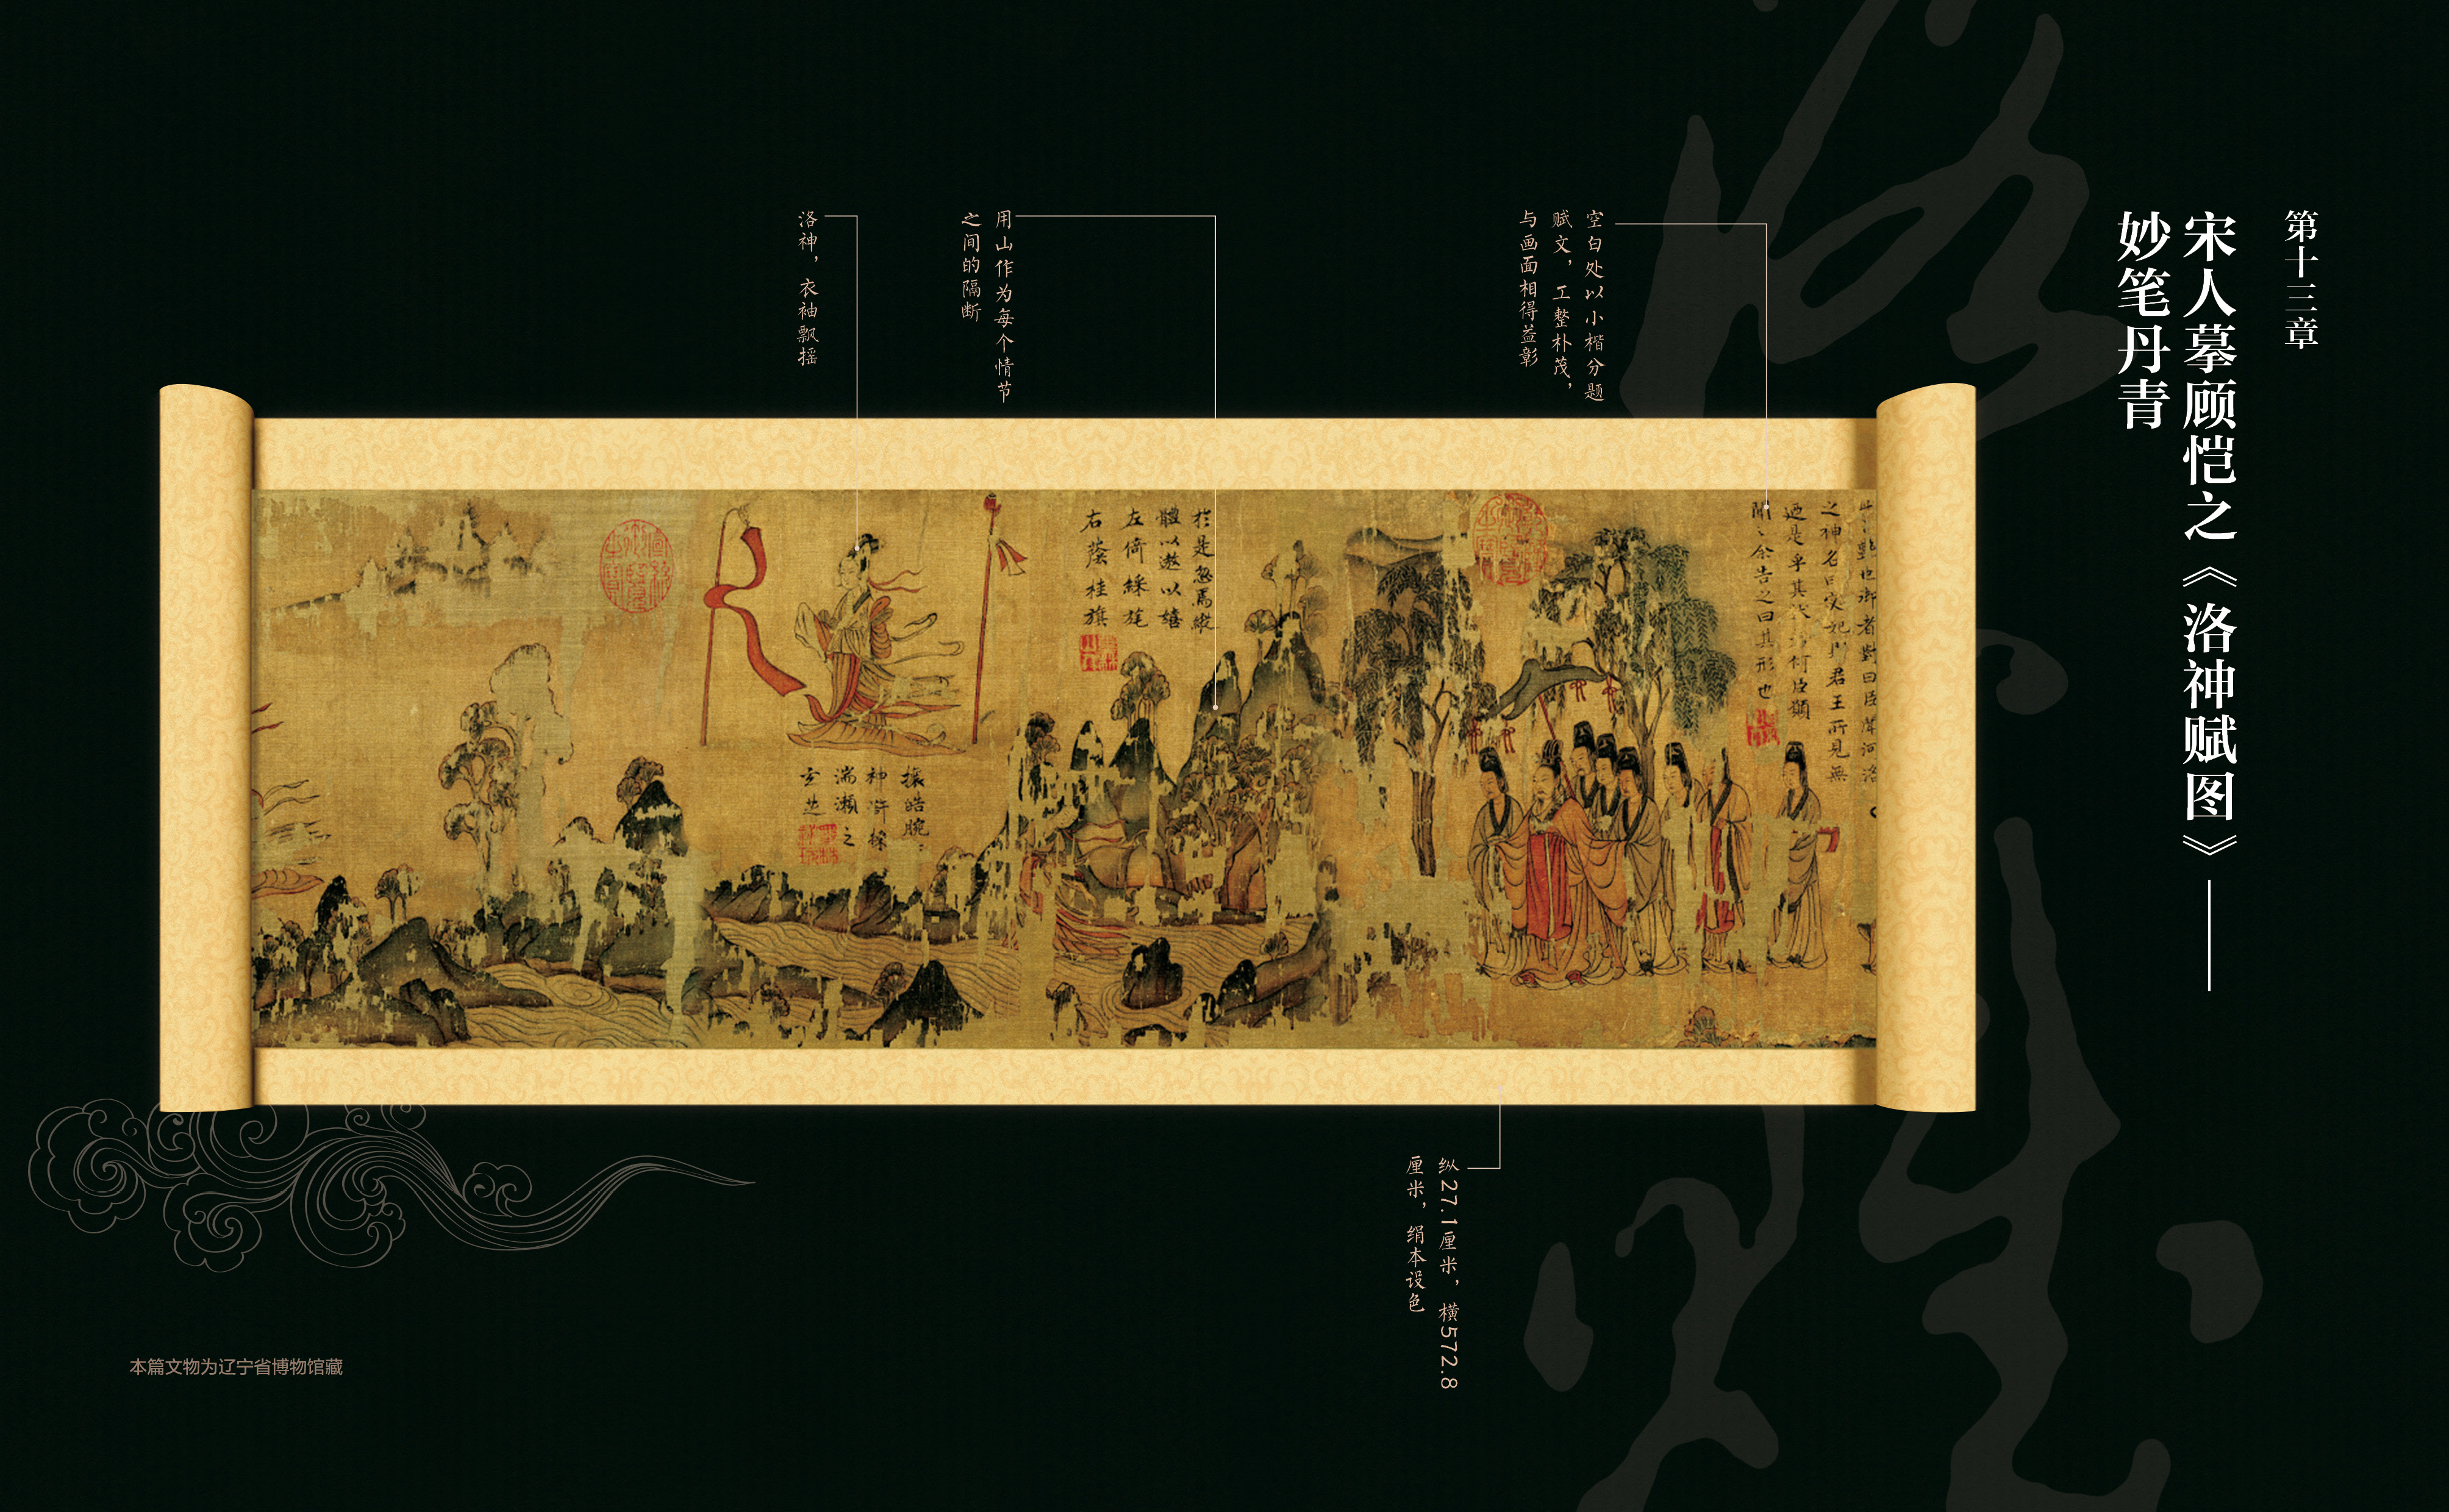 第十三章
宋人摹顾恺之《洛神赋图》——
妙笔丹青
空白处以小楷分题
赋文，工整朴茂，
与画面相得益彰
用山作为每个情节
之间的隔断
洛神，衣袖飘摇
艷也御者對曰臣聞河洛
之神名曰宓妃則君王所見無
迺是乎其狀若何臣願
聞之余告之曰其形也
於是忽焉縱
體以遨以嬉
左倚綵旄
右蔭桂旗
攘皓腕
神滸採
湍瀨之
玄芝
纵27.1厘米，横572.8
厘米，绢本设色
本篇文物为辽宁省博物馆藏